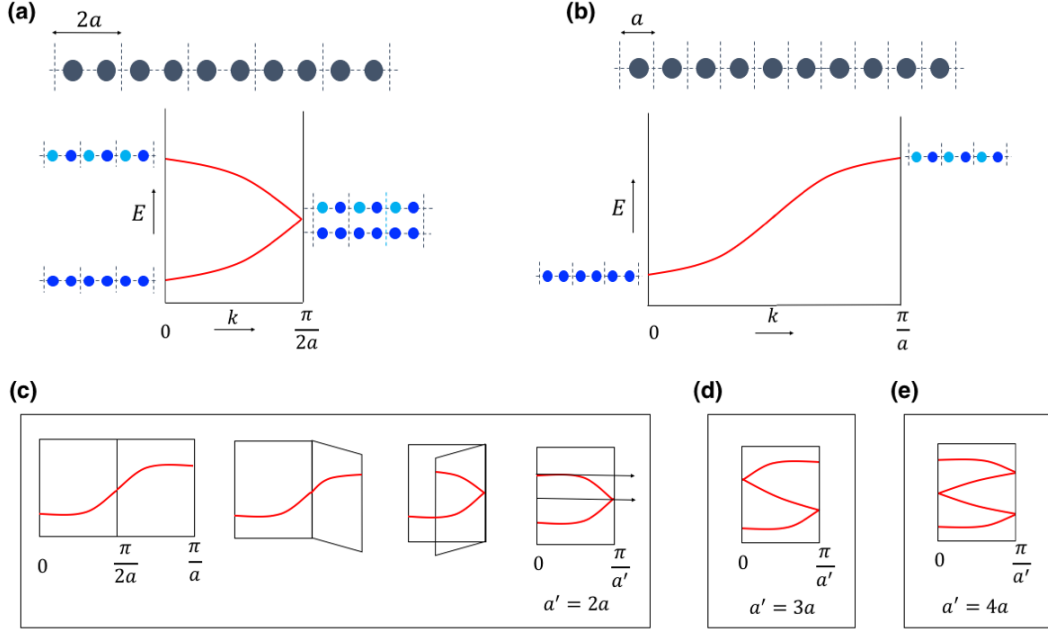 (a)
2a
E
0
k
π/2a
(b)
a
E
0
k
π/a
(c)
0
π/2a
π/a
0
π/a′
a′ = 2a
(d)
0
π/a′
a′ = 3a
(e)
0
π/a′
a′ = 4a